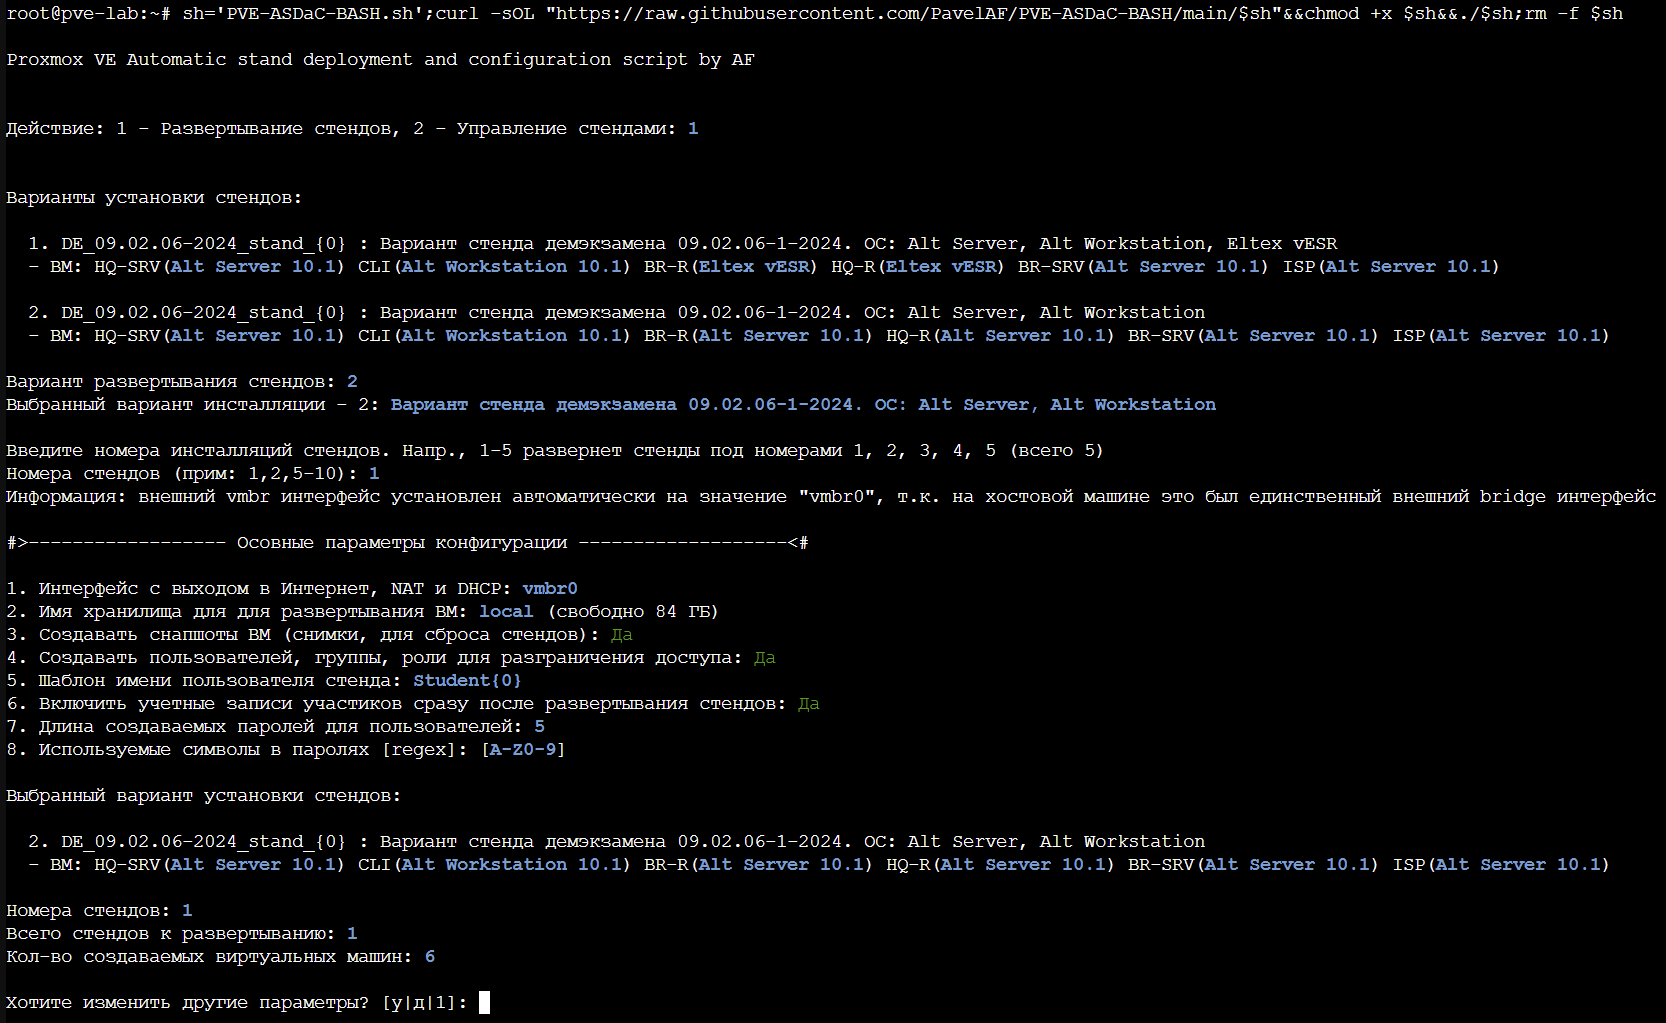 root@pve-lab:~# sh='PVE-ASDaC-BASH.sh';curl -sOL "https://raw.githubusercontent.com/PavelAF/PVE-ASDaC-BASH/main/$sh"&&chmod +x $sh&&./$sh;rm -f $sh
Proxmox VE Automatic stand deployment and configuration script by AF
Действие: 1 - Развертывание стендов, 2 - Управление стендами: 1
Варианты установки стендов:
1. DE_09.02.06-2024_stand_{0} : Вариант стенда демэкзамена 09.02.06-1-2024. ОС: Alt Server, Alt Workstation, Eltex vESR
- ВМ: HQ-SRV(Alt Server 10.1) CLI(Alt Workstation 10.1) BR-R(Eltex vESR) HQ-R(Eltex vESR) BR-SRV(Alt Server 10.1) ISP(Alt Server 10.1)
2. DE_09.02.06-2024_stand_{0} : Вариант стенда демэкзамена 09.02.06-1-2024. ОС: Alt Server, Alt Workstation
- ВМ: HQ-SRV(Alt Server 10.1) CLI(Alt Workstation 10.1) BR-R(Alt Server 10.1) HQ-R(Alt Server 10.1) BR-SRV(Alt Server 10.1) ISP(Alt Server 10.1)
Вариант развертывания стендов: 2
Выбранный вариант инсталляции - 2: Вариант стенда демэкзамена 09.02.06-1-2024. ОС: Alt Server, Alt Workstation
Введите номера инсталляций стендов. Напр., 1-5 развернет стенды под номерами 1, 2, 3, 4, 5 (всего 5)
Номера стендов (прим: 1,2,5-10): 1
Информация: внешний vmbr интерфейс установлен автоматически на значение "vmbr0", т.к. на хостовой машине это был единственный внешний bridge интерфейс
#>------------------ Осовные параметры конфигурации -------------------<#
1. Интерфейс с выходом в Интернет, NAT и DHCP: vmbr0
2. Имя хранилища для для развертывания ВМ: local (свободно 84 ГБ)
3. Создавать снапшоты ВМ (снимки, для сброса стендов): Да
4. Создавать пользователей, группы, роли для разграничения доступа: Да
5. Шаблон имени пользователя стенда: Student{0}
6. Включить учетные записи участиков сразу после развертывания стендов: Да
7. Длина создаваемых паролей для пользователей: 5
8. Используемые символы в паролях [regex]: [A-Z0-9]
Выбранный вариант установки стендов:
2. DE_09.02.06-2024_stand_{0} : Вариант стенда демэкзамена 09.02.06-1-2024. ОС: Alt Server, Alt Workstation
- ВМ: HQ-SRV(Alt Server 10.1) CLI(Alt Workstation 10.1) BR-R(Alt Server 10.1) HQ-R(Alt Server 10.1) BR-SRV(Alt Server 10.1) ISP(Alt Server 10.1)
Номера стендов: 1
Всего стендов к развертыванию: 1
Кол-во создаваемых виртуальных машин: 6
Хотите изменить другие параметры? [y|д|1]: